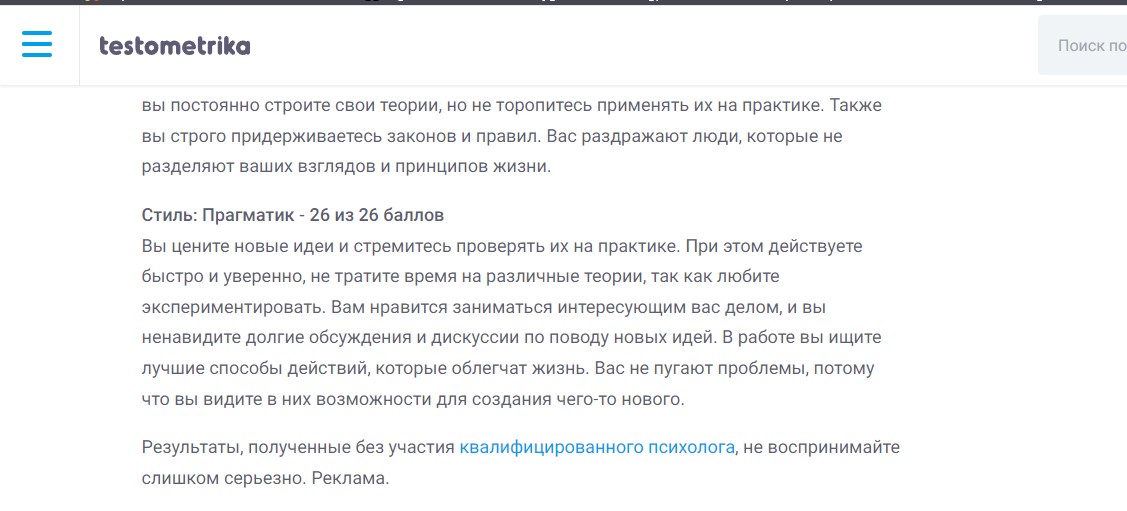 testometrika
Поиск по
вы постоянно строите свои теории, но не торопитесь применять их на практике. Также
вы строго придерживаетесь законов и правил. Вас раздражают люди, которые не
разделяют ваших взглядов и принципов жизни.
Стиль: Прагматик - 26 из 26 баллов
Вы цените новые идеи и стремитесь проверять их на практике. При этом действуете
быстро и уверенно, не тратите время на различные теории, так как любите
экспериментировать. Вам нравится заниматься интересующим вас делом, и вы
ненавидите долгие обсуждения и дискуссии по поводу новых идей. В работе вы ищите
лучшие способы действий, которые облегчат жизнь. Вас не пугают проблемы, потому
что вы видите в них возможности для создания чего-то нового.
Результаты, полученные без участия квалифицированного психолога, не воспринимайте
слишком серьезно. Реклама.